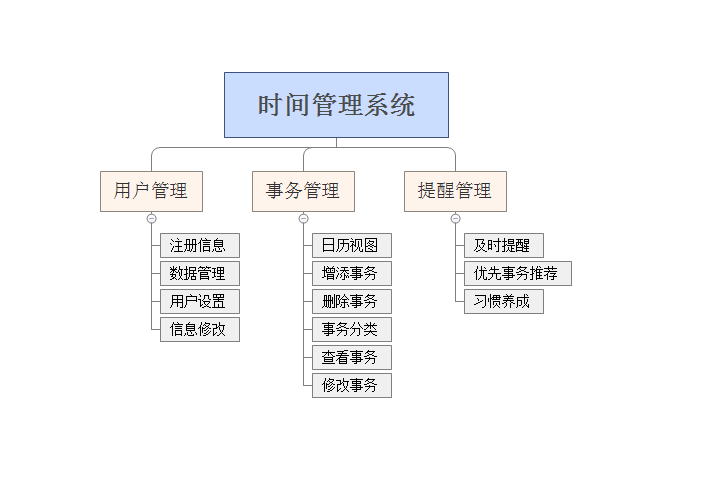 时间管理系统
用户管理
注册信息
数据管理
用户设置
信息修改
事务管理
日历视图
增添事务
删除事务
事务分类
查看事务
修改事务
提醒管理
及时提醒
优先事务推荐
习惯养成